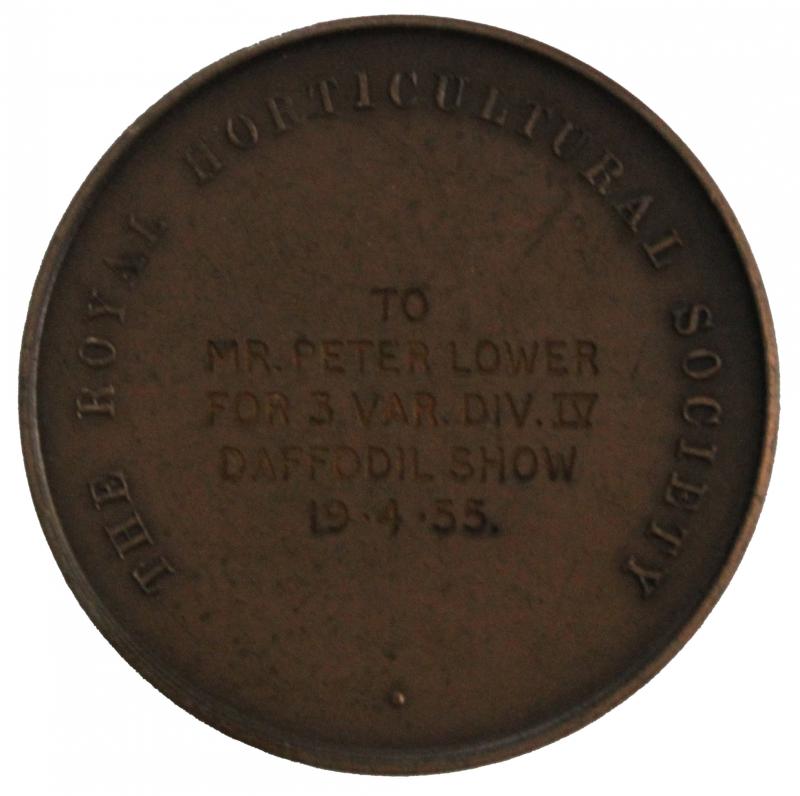 THE ROYAL HORTICULTURAL SOCIETY
TO
MR. PETER LOWER
FOR 3 VAR. DIV. IV
DAFFODIL SHOW
19·4·55.